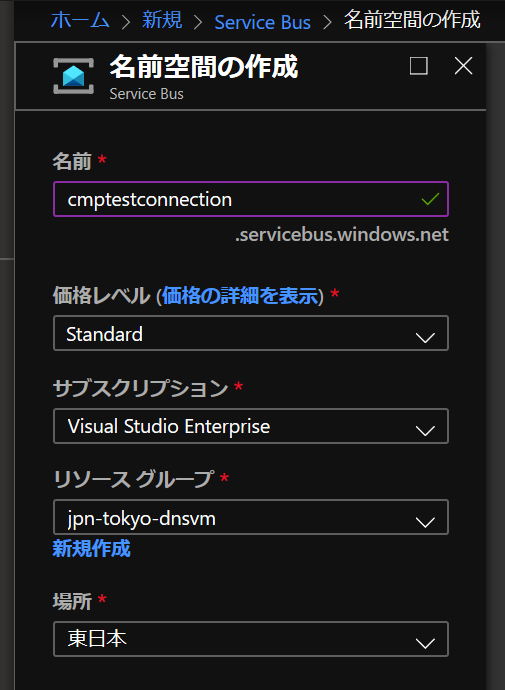 ホーム > 新規 > Service Bus > 名前空間の作成
名前空間の作成
Service Bus
名前 *
cmptestconnection
.servicebus.windows.net
価格レベル (価格の詳細を表示) *
Standard
サブスクリプション *
Visual Studio Enterprise
リソース グループ *
jpn-tokyo-dnsvm
新規作成
場所 *
東日本